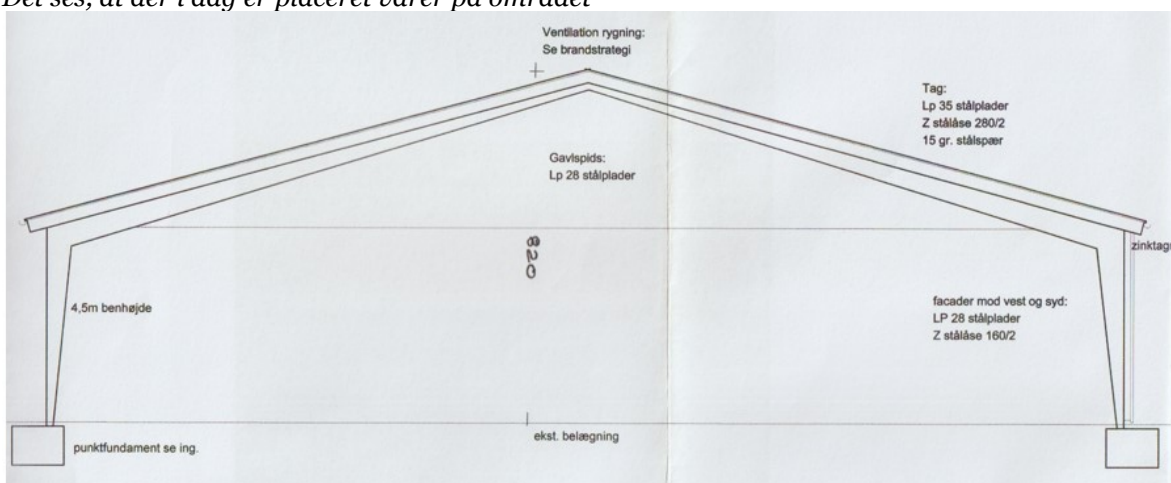 Det ses, at der i dag er placeret varer på området
Ventilation rygning:
Se brandstrategi
Tag:
Lp 35 stålplader
Z stålåse 280/2
15 gr. stålspær
Gavlspids:
Lp 28 stålplader
820
zinktagr
4,5m benhøjde
facader mod vest og syd:
LP 28 stålplader
Z stålåse 160/2
ekst. belægning
punktfundament se ing.